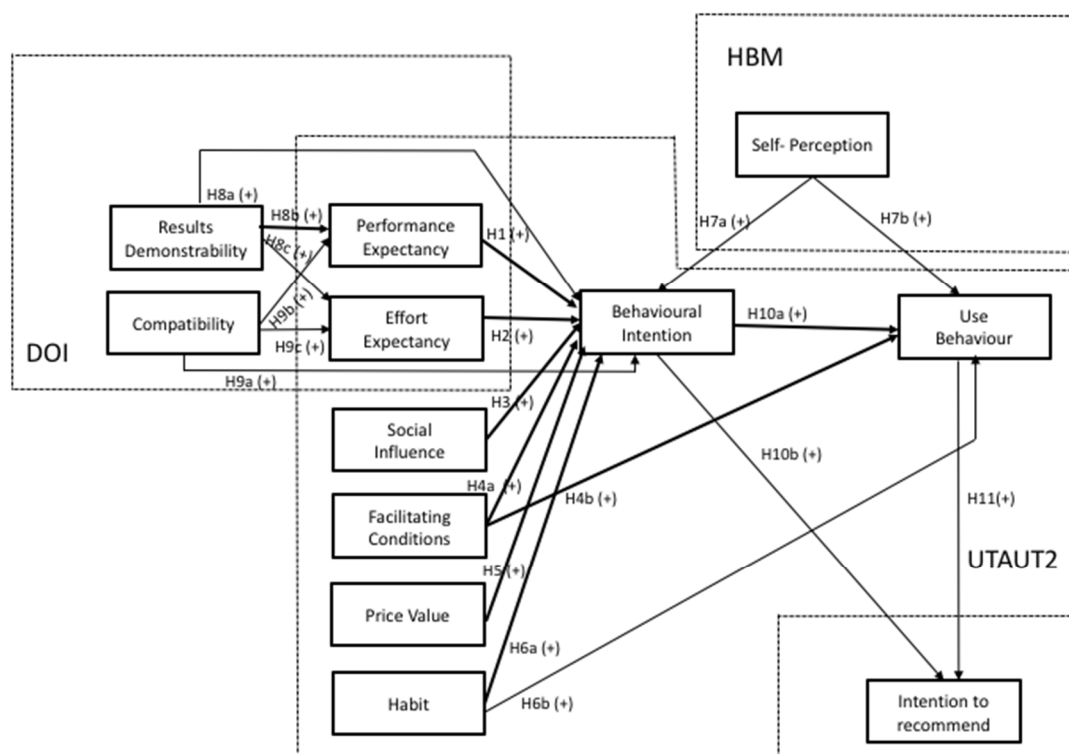 HBM
Self- Perception
H7a (+)
H7b (+)
H8a (+)
Results
Demonstrability
H8b (+)
H8c (+)
Performance
Expectancy
H1 (+)
Compatibility
H9b (+)
H9c (+)
Effort
Expectancy
H2 (+)
Behavioural
Intention
H10a (+)
Use
Behaviour
DOI
H9a (+)
H3 (+)
Social
Influence
H10b (+)
H4a (+)
H4b (+)
Facilitating
Conditions
H11(+)
UTAUT2
H5 (+)
Price Value
H6a (+)
Habit
H6b (+)
Intention to
recommend